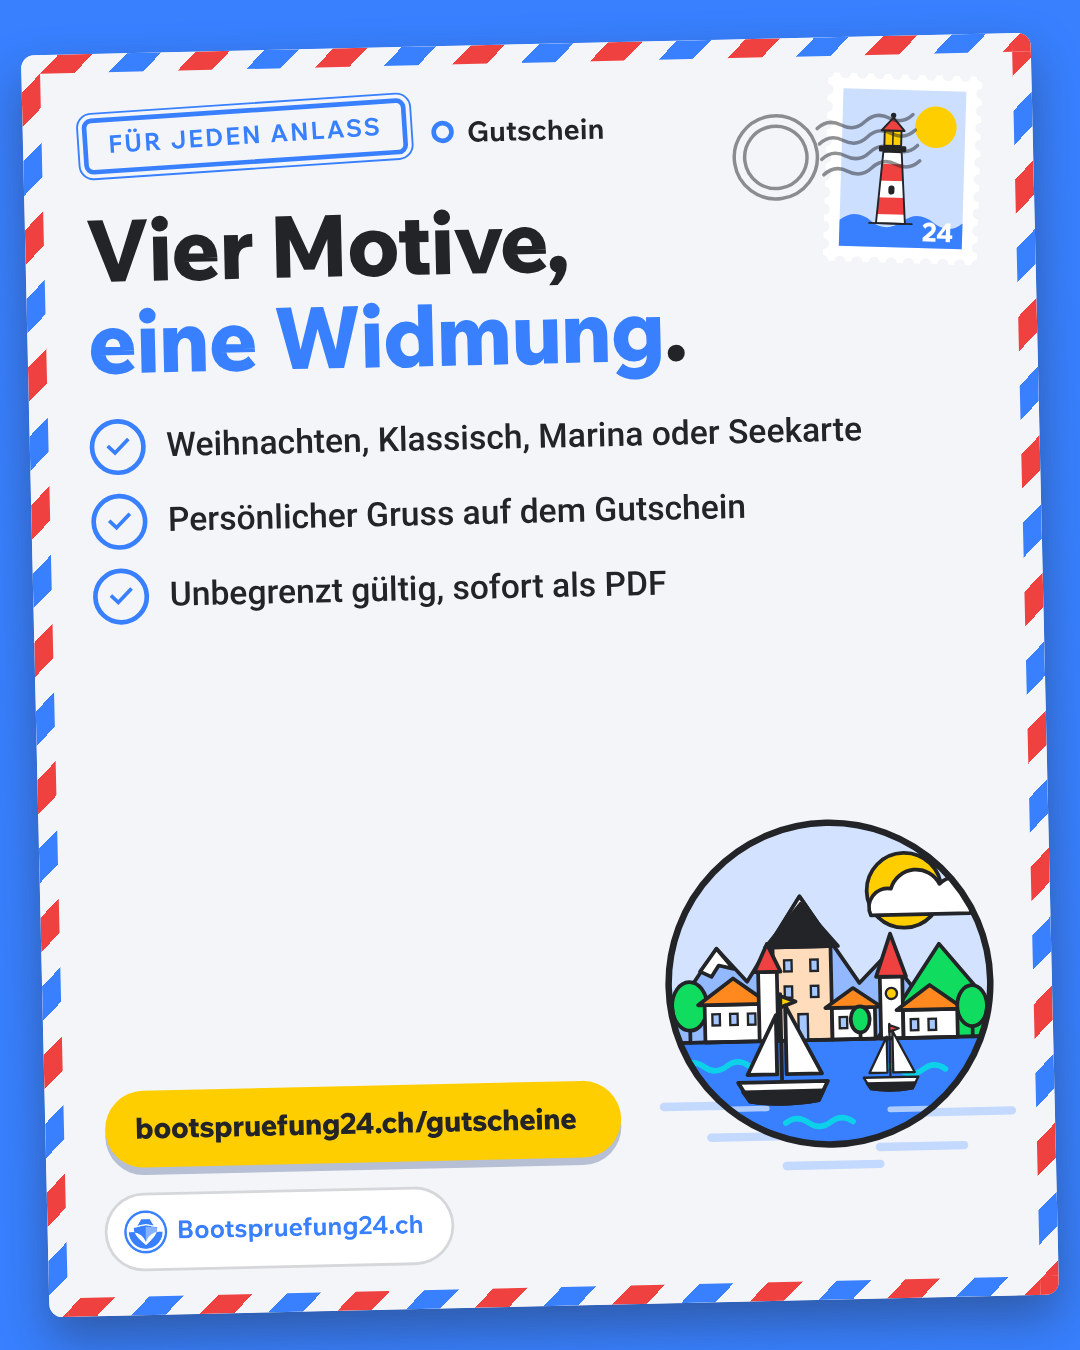 FÜR JEDEN ANLASS
Gutschein
24
Vier Motive,
eine Widmung.
Weihnachten, Klassisch, Marina oder Seekarte
Persönlicher Gruss auf dem Gutschein
Unbegrenzt gültig, sofort als PDF
bootspruefung24.ch/gutscheine
Bootspruefung24.ch